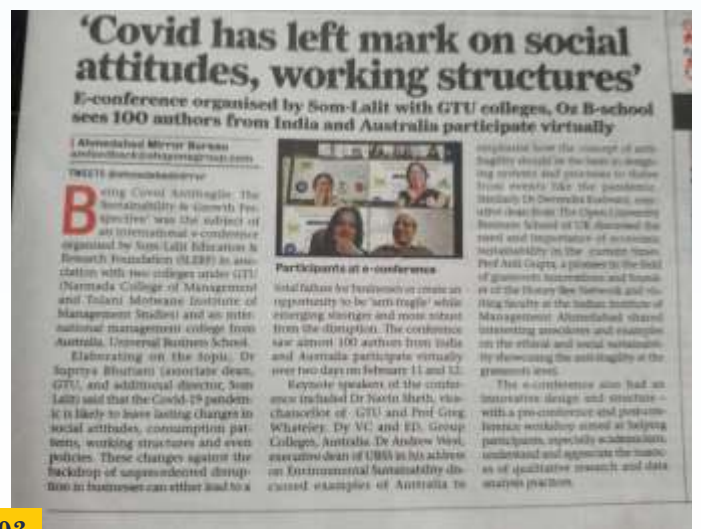 ‘Covid has left mark on social
attitudes, working structures’
E-conference organised by Som-Lalit with GTU colleges, Oz B-school
sees 100 authors from India and Australia participate virtually
Ahmedabad Mirror Bureau
TWEETS @ahmedabadmirror
Being Covid Antifragile: The
Sustainability & Growth Per-
spective’ was the subject of
an international e-conference
organised by Som-Lalit Education &
Research Foundation (SLERF) in asso-
ciation with two colleges under GTU
(Narmada College of Management
and Tolani Motwane Institute of
Management Studies) and an inter-
national management college from
Australia, Universal Business School.
Elaborating on the topic, Dr
Supriya Bhutiani (associate dean,
GTU, and additional director, Som
Lalit) said that the Covid-19 pandem-
ic is likely to leave lasting changes in
social attitudes, consumption pat-
terns, working structures and even
policies. These changes against the
backdrop of unprecedented disrup-
tion in businesses can either lead to a
Participants at e-conference
total failure for businesses or create an
opportunity to be ‘anti-fragile’ while
emerging stronger and more robust
from the disruption. The conference
saw almost 100 authors from India
and Australia participate virtually
over two days on February 11 and 12.
Keynote speakers of the confer-
ence included Dr Navin Sheth, vice-
chancellor of GTU and Prof Greg
Whateley, Dy VC and ED, Group
Colleges, Australia. Dr Andrew West,
executive dean of UBSS in his address
on Environmental Sustainability dis-
cussed examples of Australia to
emphasise how the concept of anti-
fragility should be the basis in design-
ing systems and processes to thrive
from events like the pandemic.
Similarly, Dr Devendra Kodwani, exec-
utive dean from The Open University
Business School of UK discussed the
need and importance of economic
sustainability in the current times.
Prof Anil Gupta, a pioneer in the field
of grassroots innovations and found-
er of the Honey Bee Network and vis-
iting faculty at the Indian Institute of
Management Ahmedabad shared
interesting anecdotes and examples
on the ethical and social sustainabil-
ity showcasing the anti-fragility at the
grassroots level.
The e-conference also had an
innovative design and structure –
with a pre-conference and post-con-
ference workshop aimed at helping
participants, especially academicians,
understand and appreciate the nuanc-
es of qualitative research and data
analysis practices.